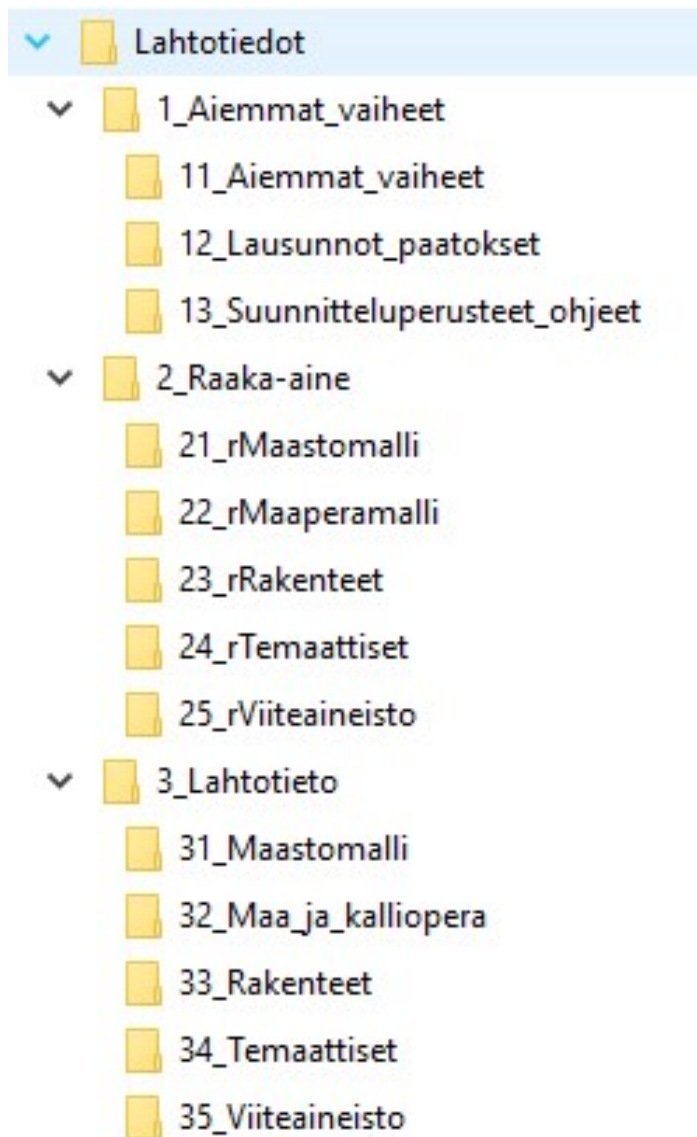 Lahtotiedot
1_Aiemmat_vaiheet
11_Aiemmat_vaiheet
12_Lausunnot_paatokset
13_Suunnitteluperusteet_ohjeet
2_Raaka-aine
21_rMaastomalli
22_rMaaperamalli
23_rRakenteet
24_rTemaattiset
25_rViiteaineisto
3_Lahtotieto
31_Maastomalli
32_Maa_ja_kalliopera
33_Rakenteet
34_Temaattiset
35_Viiteaineisto